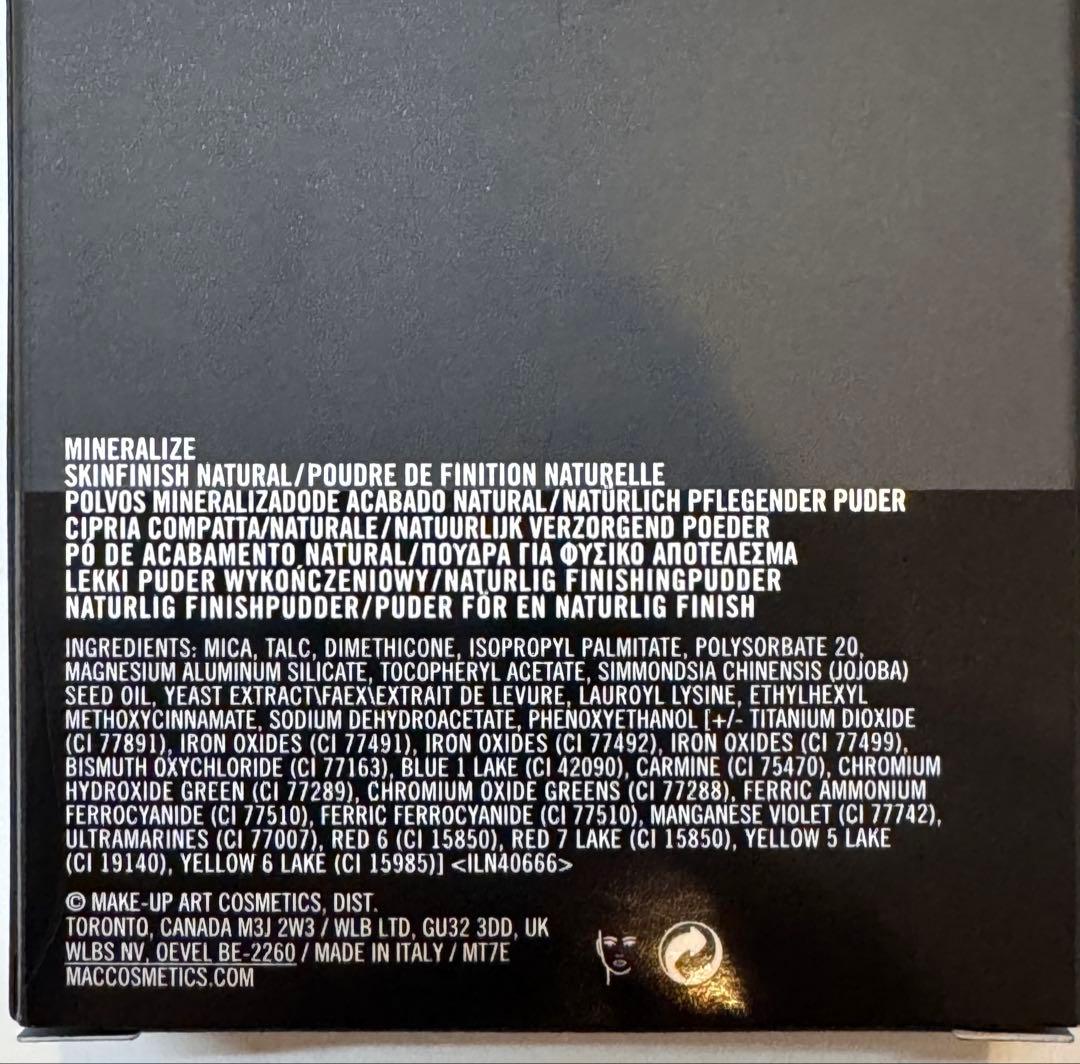 MINERALIZE
SKINFINISH NATURAL/POUDRE DE FINITION NATURELLE
POLVOS MINERALIZADODE ACABADO NATURAL/NATÜRLICH PFLEGENDER PUDER
CIPRIA COMPATTA/NATURALE/NATUURLIJK VERZORGEND POEDER
PÓ DE ACABAMENTO NATURAL/ΠΟΥΔΡΑ ΓΙΑ ΦΥΣΙΚΟ ΑΠΟΤΕΛΕΣΜΑ
LEKKI PUDER WYKOŃCZENIOWY/NATURLIG FINISHINGPUDDER
NATURLIG FINISHPUDDER/PUDER FÖR EN NATURLIG FINISH
INGREDIENTS: MICA, TALC, DIMETHICONE, ISOPROPYL PALMITATE, POLYSORBATE 20,
MAGNESIUM ALUMINUM SILICATE, TOCOPHERYL ACETATE, SIMMONDSIA CHINENSIS (JOJOBA)
SEED OIL, YEAST EXTRACT\FAEX\EXTRAIT DE LEVURE, LAUROYL LYSINE, ETHYLHEXYL
METHOXYCINNAMATE, SODIUM DEHYDROACETATE, PHENOXYETHANOL [+/- TITANIUM DIOXIDE
(CI 77891), IRON OXIDES (CI 77491), IRON OXIDES (CI 77492), IRON OXIDES (CI 77499),
BISMUTH OXYCHLORIDE (CI 77163), BLUE 1 LAKE (CI 42090), CARMINE (CI 75470), CHROMIUM
HYDROXIDE GREEN (CI 77289), CHROMIUM OXIDE GREENS (CI 77288), FERRIC AMMONIUM
FERROCYANIDE (CI 77510), FERRIC FERROCYANIDE (CI 77510), MANGANESE VIOLET (CI 77742),
ULTRAMARINES (CI 77007), RED 6 (CI 15850), RED 7 LAKE (CI 15850), YELLOW 5 LAKE
(CI 19140), YELLOW 6 LAKE (CI 15985)] <ILN40666>
© MAKE-UP ART COSMETICS, DIST.
TORONTO, CANADA M3J 2W3 / WLB LTD, GU32 3DD, UK
WLBS NV, OEVEL BE-2260 / MADE IN ITALY / MT7E
MACCOSMETICS.COM